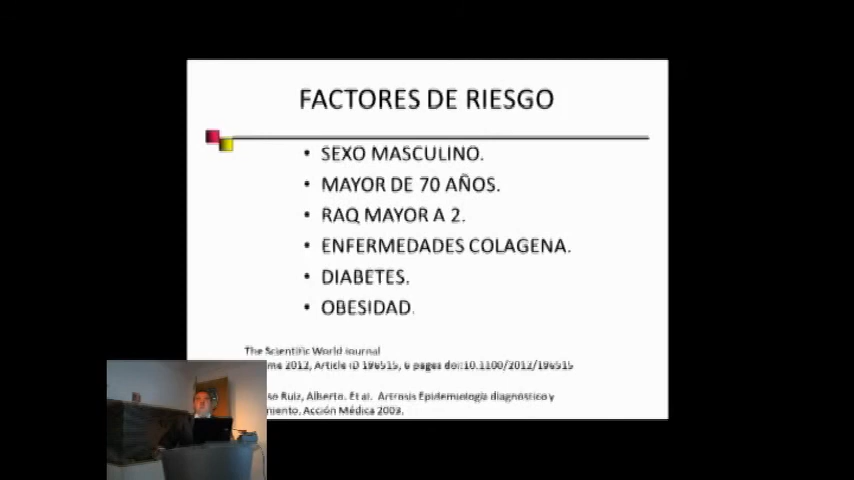 FACTORES DE RIESGO
• SEXO MASCULINO.
• MAYOR DE 70 AÑOS.
• RAQ MAYOR A 2.
• ENFERMEDADES COLAGENA.
• DIABETES.
• OBESIDAD.
The Scientific World Journal
2012, Article ID 196515, 6 pages doi:10.1100/2012/196515
Ruiz, Alberto. Et al. Artrosis Epidemiología diagnóstico y
Acción Médica 2003.